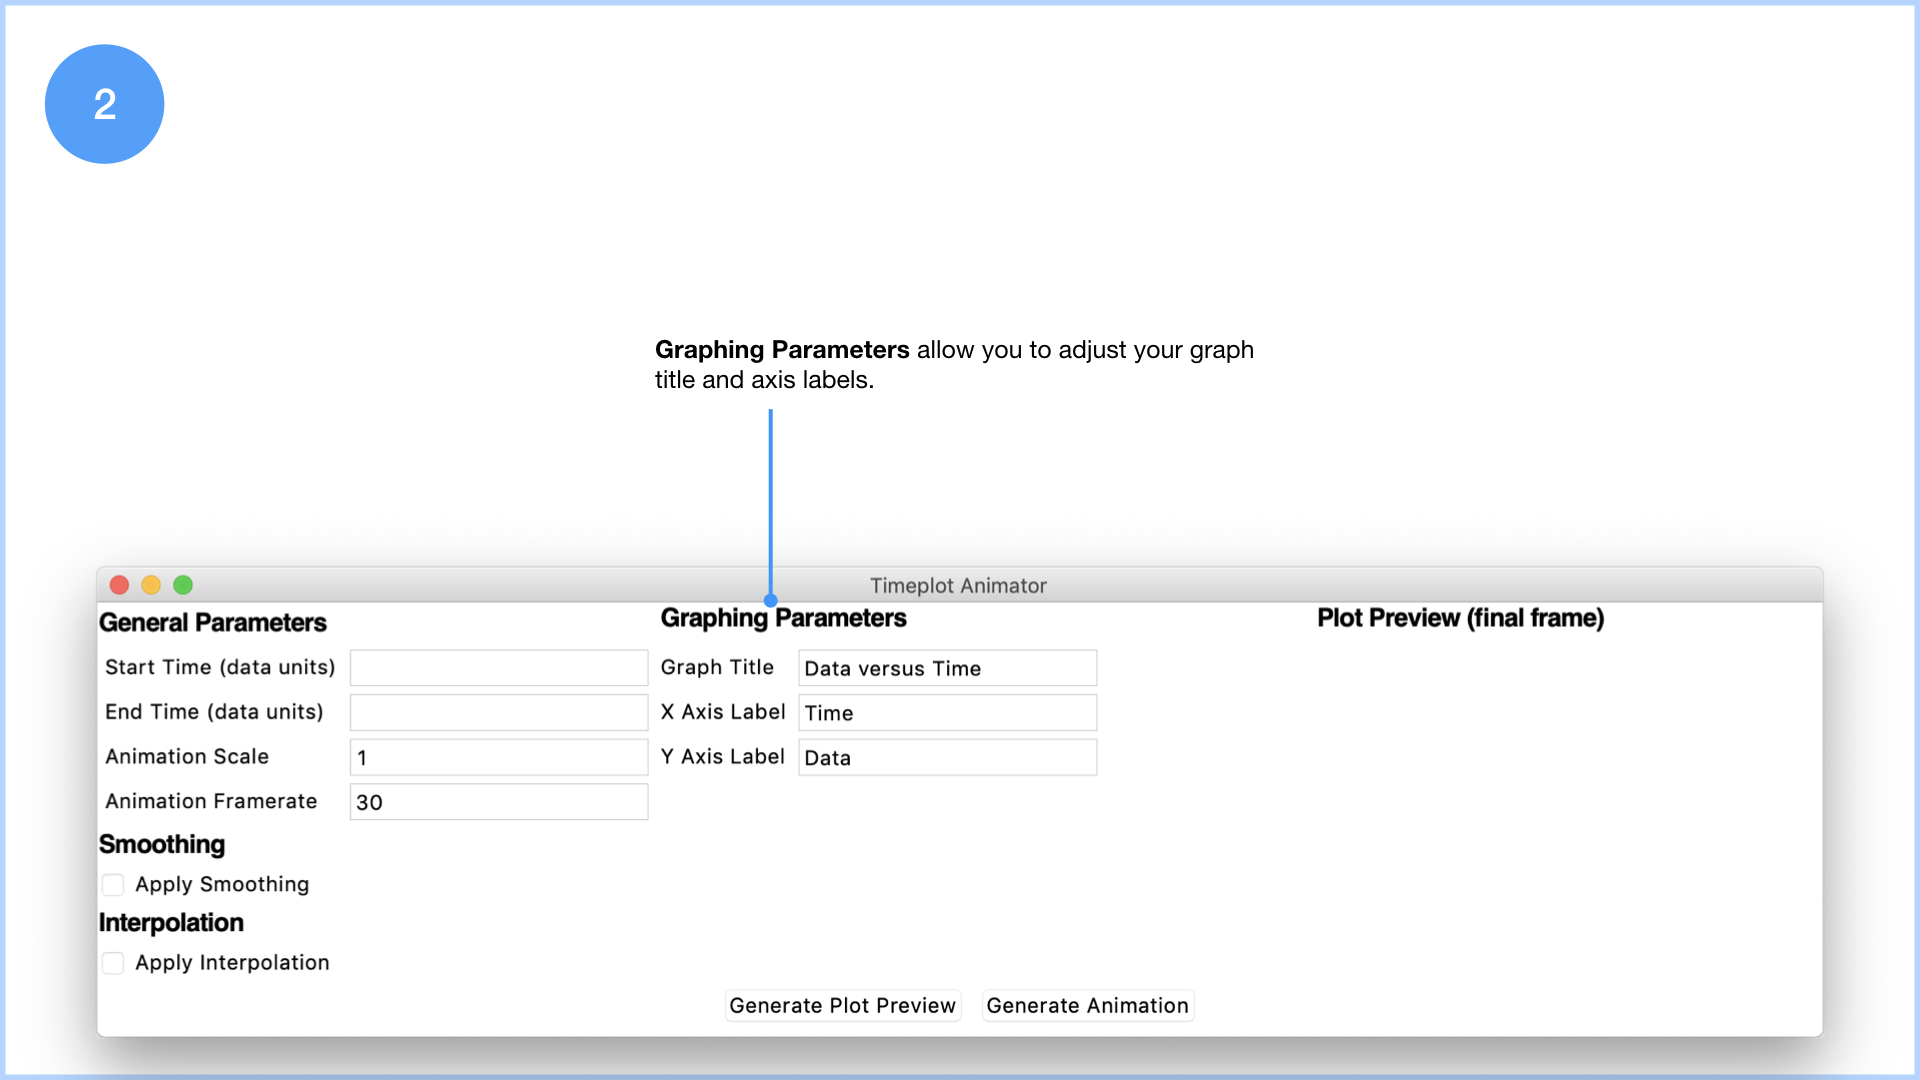 2
Graphing Parameters allow you to adjust your graph
title and axis labels.
Timeplot Animator
General Parameters
Start Time (data units)
End Time (data units)
Animation Scale 1
Animation Framerate 30
Smoothing
Apply Smoothing
Interpolation
Apply Interpolation
Graphing Parameters
Graph Title Data versus Time
X Axis Label Time
Y Axis Label Data
Plot Preview (final frame)
Generate Plot Preview Generate Animation